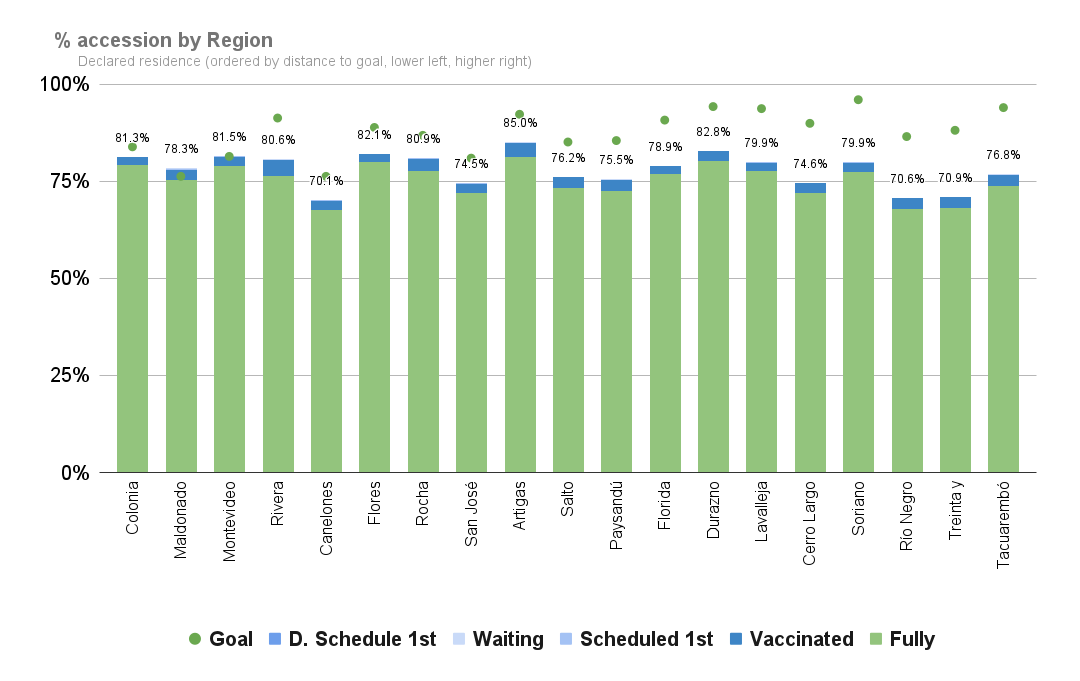 % accession by Region
Declared residence (ordered by distance to goal, lower left, higher right)
100%
75%
50%
25%
0%
81.3%
78.3%
81.5%
80.6%
70.1%
82.1%
80.9%
74.5%
85.0%
76.2%
75.5%
78.9%
82.8%
79.9%
74.6%
79.9%
70.6%
70.9%
76.8%
Colonia
Maldonado
Montevideo
Rivera
Canelones
Flores
Rocha
San José
Artigas
Salto
Paysandú
Florida
Durazno
Lavalleja
Cerro Largo
Soriano
Río Negro
Treinta y
Tacuarembó
Goal D. Schedule 1st Waiting Scheduled 1st Vaccinated Fully